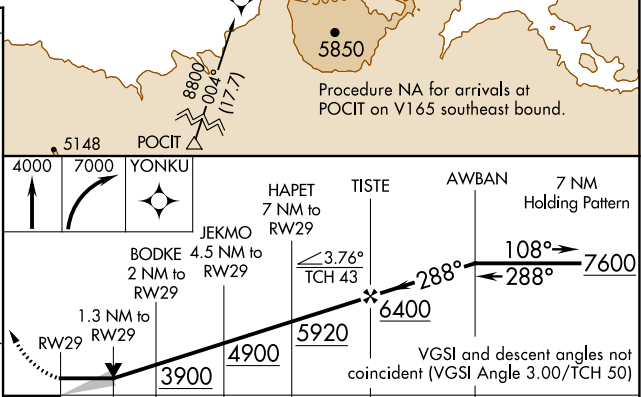 5850
8800
004°
(17.7)
Procedure NA for arrivals at
POCIT on V165 southeast bound.
5148
POCIT
4000
7000
YONKU
HAPET
7 NM to
RW29
TISTE
AWBAN
7 NM
Holding Pattern
JEKMO
4.5 NM to
RW29
BODKE
2 NM to
RW29
3.76°
TCH 43
288°
108°
288°
7600
1.3 NM to
RW29
RW29
6400
5920
4900
3900
VGSI and descent angles not
coincident (VGSI Angle 3.00/TCH 50)